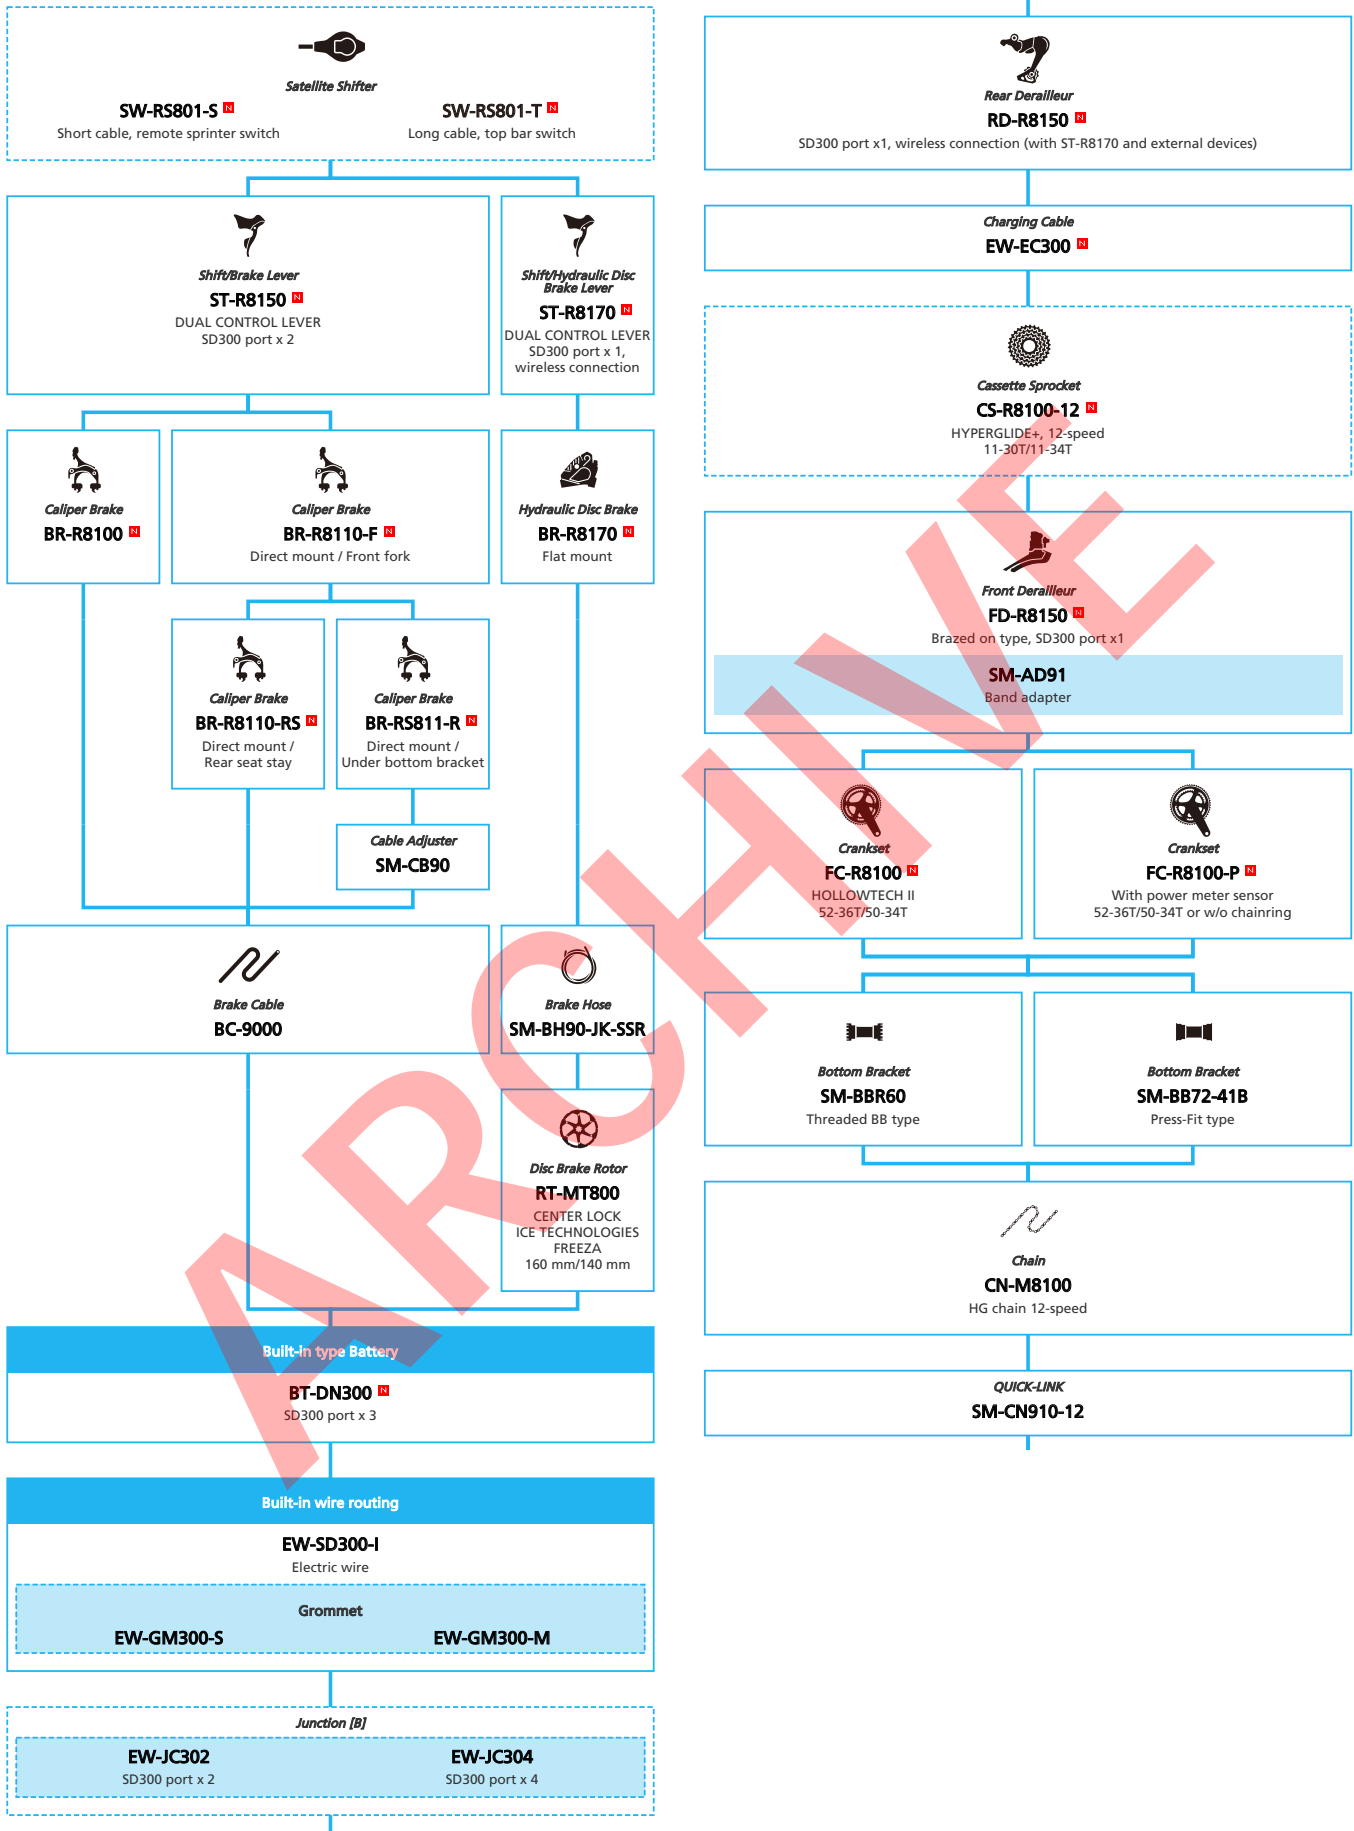 Satellite Shifter
SW-RS801-S N
Short cable, remote sprinter switch
SW-RS801-T N
Long cable, top bar switch
Shift/Brake Lever
ST-R8150 N
DUAL CONTROL LEVER
SD300 port x 2
Shift/Hydraulic Disc
Brake Lever
ST-R8170 N
DUAL CONTROL LEVER
SD300 port x 1,
wireless connection
Caliper Brake
BR-R8100 N
Caliper Brake
BR-R8110-F N
Direct mount / Front fork
Hydraulic Disc Brake
BR-R8170 N
Flat mount
Caliper Brake
BR-R8110-RS N
Direct mount /
Rear seat stay
Caliper Brake
BR-RS811-R N
Direct mount /
Under bottom bracket
Cable Adjuster
SM-CB90
Brake Cable
BC-9000
Brake Hose
SM-BH90-JK-SSR
Disc Brake Rotor
RT-MT800
CENTER LOCK
ICE TECHNOLOGIES
FREEZA
160 mm/140 mm
Built-in type Battery
BT-DN300 N
SD300 port x 3
Built-in wire routing
EW-SD300-I
Electric wire
Grommet
EW-GM300-S
EW-GM300-M
Junction [B]
EW-JC302
SD300 port x 2
EW-JC304
SD300 port x 4
Rear Derailleur
RD-R8150 N
SD300 port x1, wireless connection (with ST-R8170 and external devices)
Charging Cable
EW-EC300 N
Cassette Sprocket
CS-R8100-12 N
HYPERGLIDE+, 12-speed
11-30T/11-34T
Front Derailleur
FD-R8150 N
Brazed on type, SD300 port x1
SM-AD91
Band adapter
Crankset
FC-R8100 N
HOLLOWTECH II
52-36T/50-34T
Crankset
FC-R8100-P N
With power meter sensor
52-36T/50-34T or w/o chainring
Bottom Bracket
SM-BBR60
Threaded BB type
Bottom Bracket
SM-BB72-41B
Press-Fit type
Chain
CN-M8100
HG chain 12-speed
QUICK-LINK
SM-CN910-12
ARCHIVE